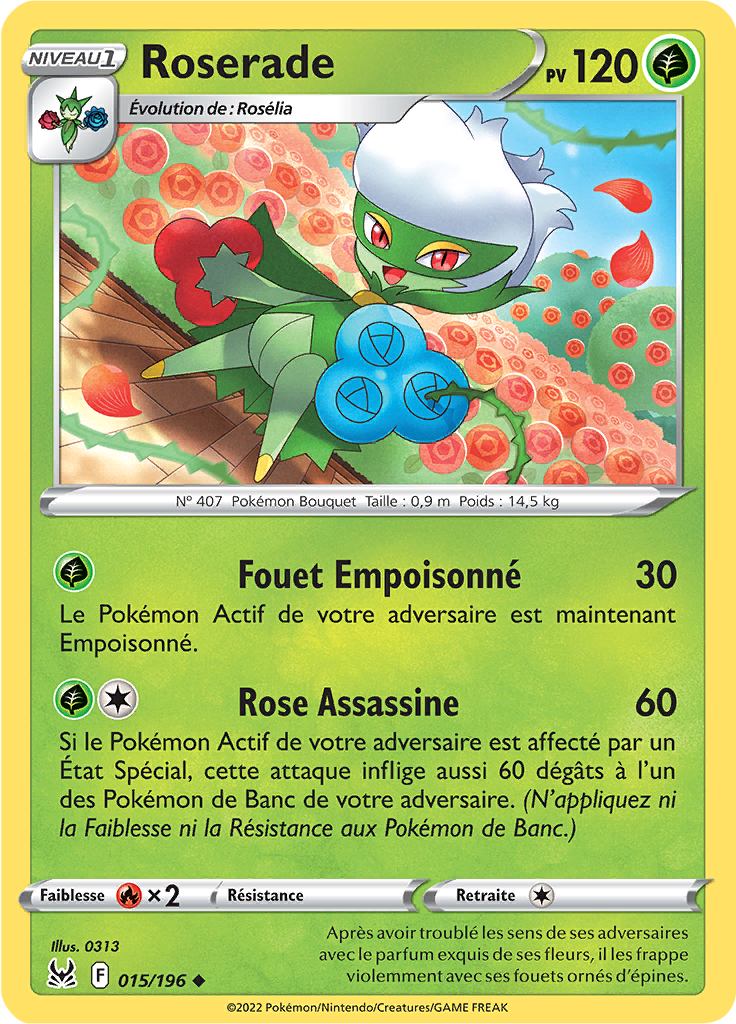 NIVEAU 1
Roserade
PV 120
Évolution de : Rosélia
Nº 407 Pokémon Bouquet Taille : 0,9 m Poids : 14,5 kg
Fouet Empoisonné 30
Le Pokémon Actif de votre adversaire est maintenant
Empoisonné.
Rose Assassine 60
Si le Pokémon Actif de votre adversaire est affecté par un
État Spécial, cette attaque inflige aussi 60 dégâts à l’un
des Pokémon de Banc de votre adversaire. (N’appliquez ni
la Faiblesse ni la Résistance aux Pokémon de Banc.)
Faiblesse ×2 Résistance Retraite
Illus. 0313
F 015/196
Après avoir troublé les sens de ses adversaires
avec le parfum exquis de ses fleurs, il les frappe
violemment avec ses fouets ornés d’épines.
©2022 Pokémon/Nintendo/Creatures/GAME FREAK